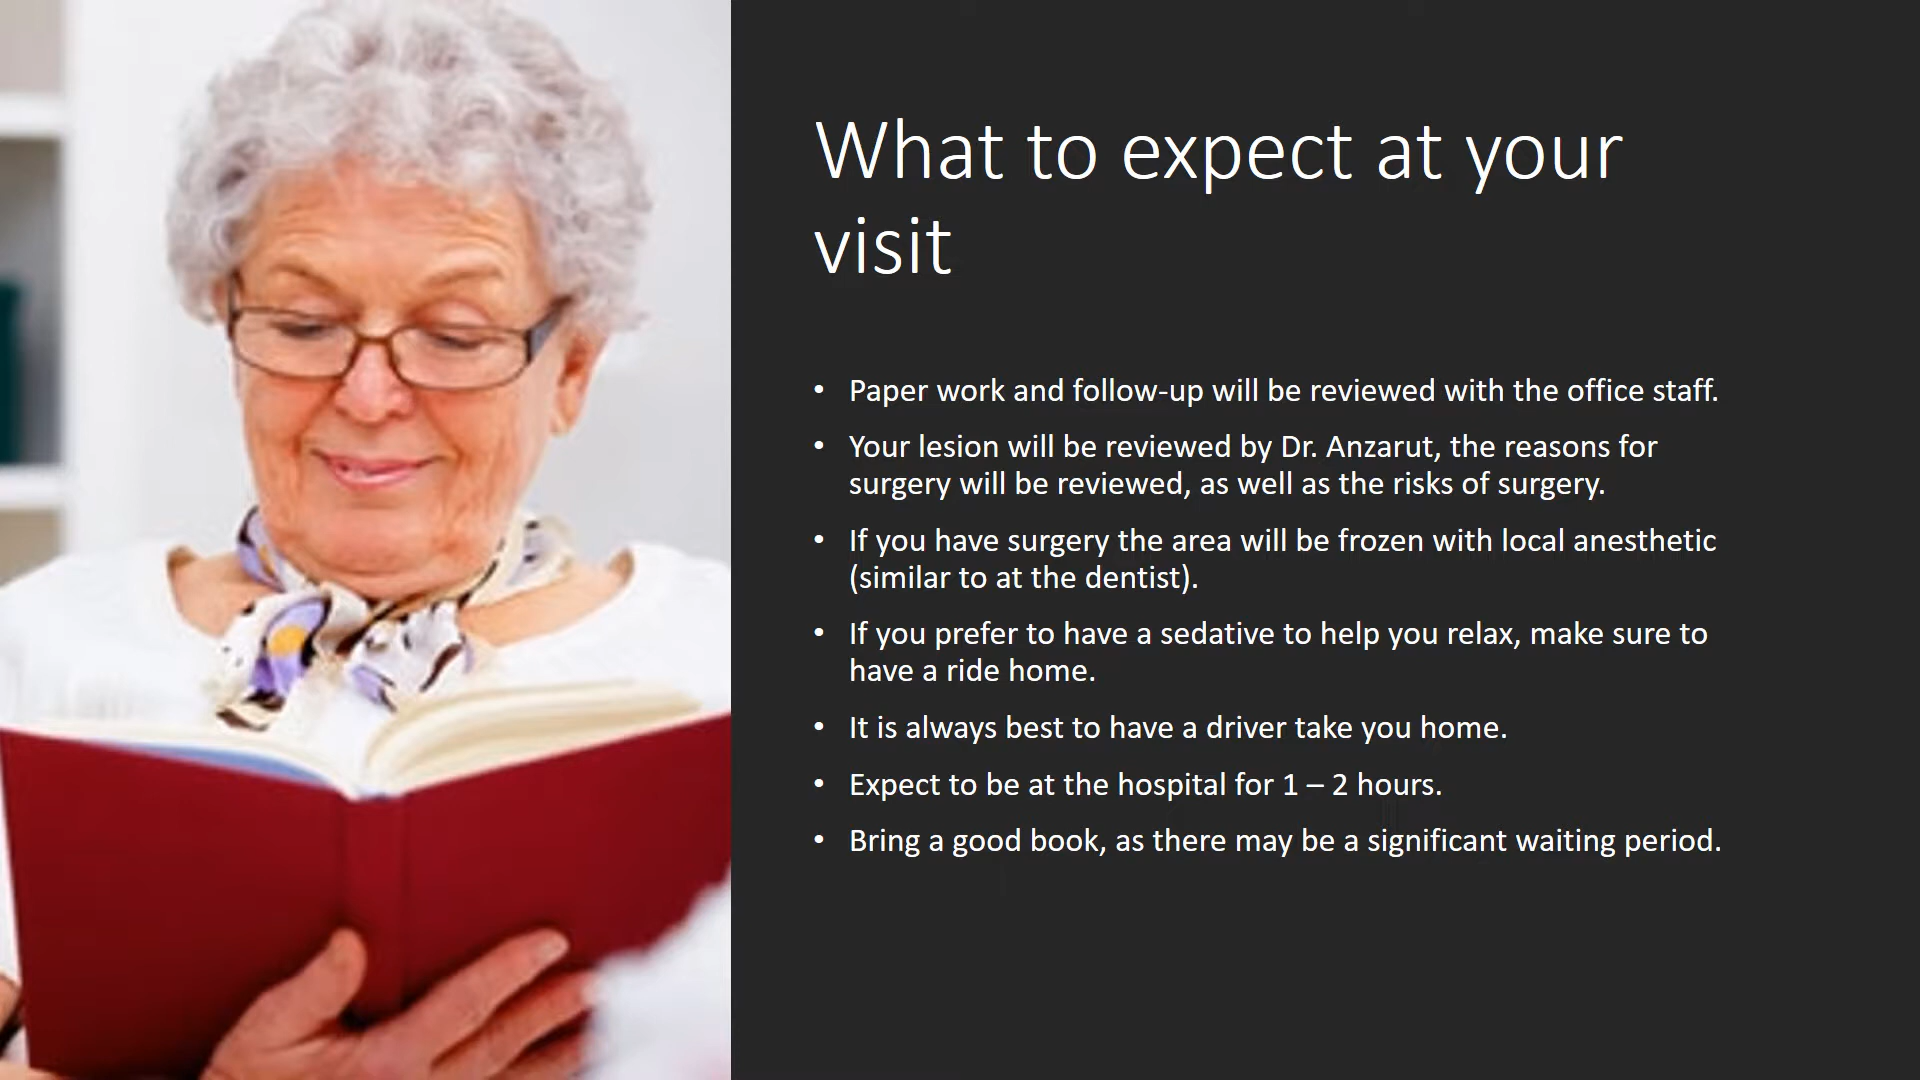 What to expect at your
visit
• Paper work and follow-up will be reviewed with the office staff.
• Your lesion will be reviewed by Dr. Anzarut, the reasons for
surgery will be reviewed, as well as the risks of surgery.
• If you have surgery the area will be frozen with local anesthetic
(similar to at the dentist).
• If you prefer to have a sedative to help you relax, make sure to
have a ride home.
• It is always best to have a driver take you home.
• Expect to be at the hospital for 1 – 2 hours.
• Bring a good book, as there may be a significant waiting period.